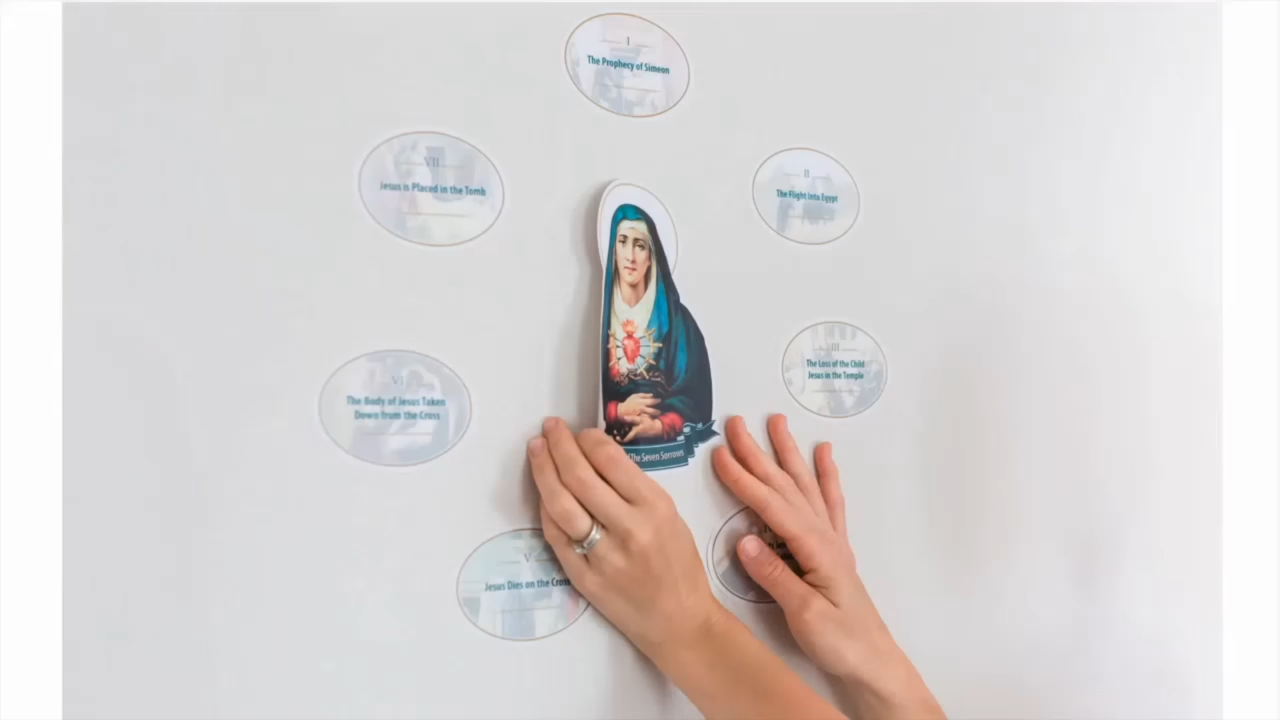 I
The Prophecy of Simeon
II
The Flight Into Egypt
III
The Loss of the Child
Jesus in the Temple
V
Jesus Dies on the Cross
VI
The Body of Jesus Taken
Down from the Cross
VII
Jesus is Placed in the Tomb
The Seven Sorrows